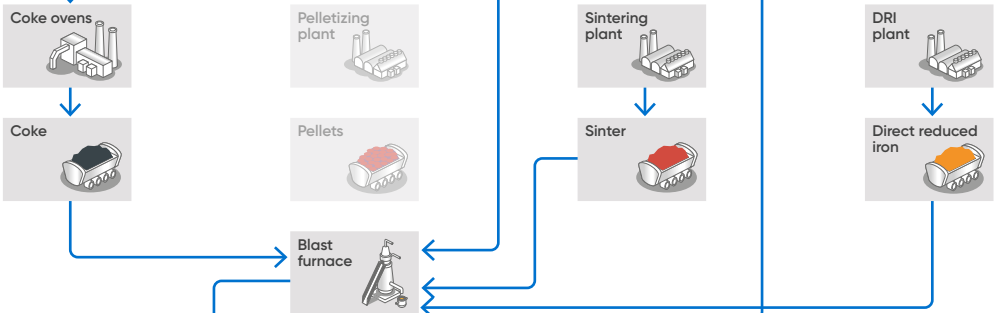 Coke ovens
Pelletizing
plant
Sintering
plant
DRI
plant
Coke
Pellets
Sinter
Direct reduced
iron
Blast
furnace